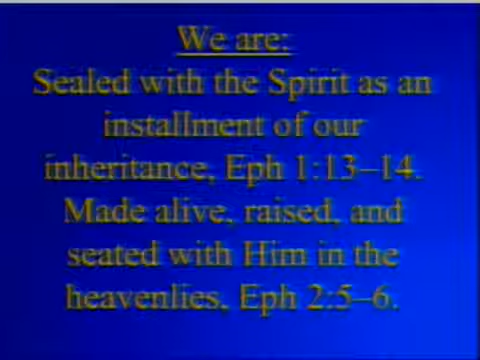 We are:
Sealed with the Spirit as an
installment of our
inheritance, Eph 1:13–14.
Made alive, raised, and
seated with Him in the
heavenlies, Eph 2:5–6.